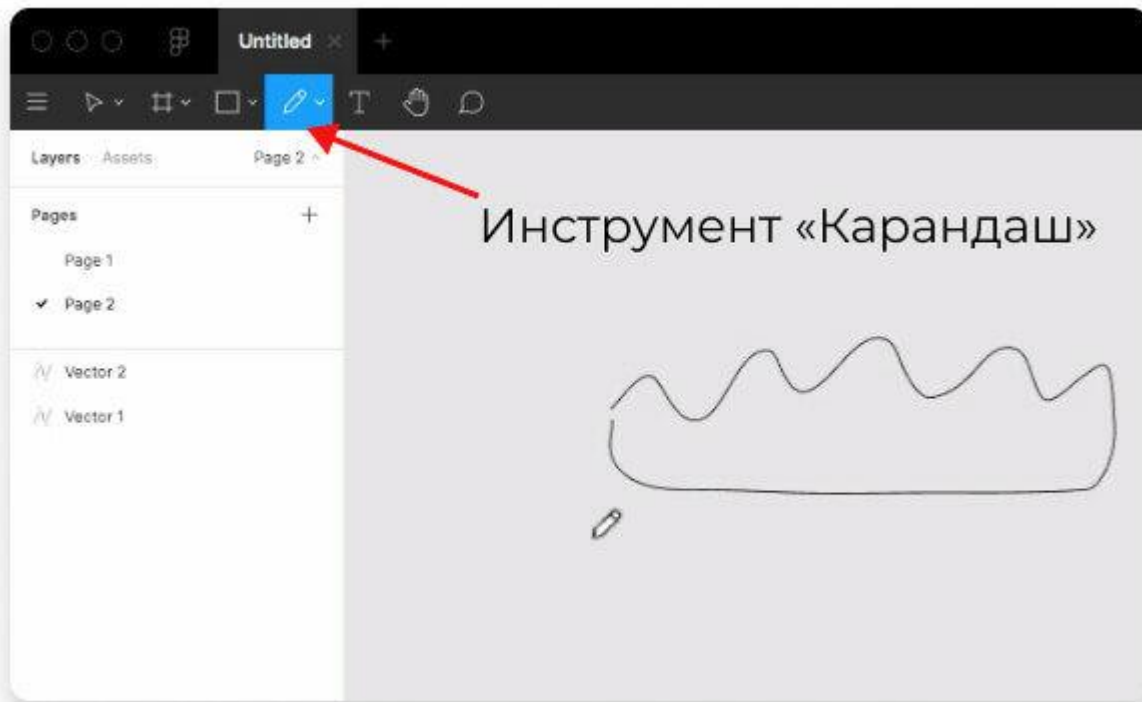 Untitled
Layers Assets Page 2
Pages
Инструмент «Карандаш»
Page 1
Page 2
Vector 2
Vector 1